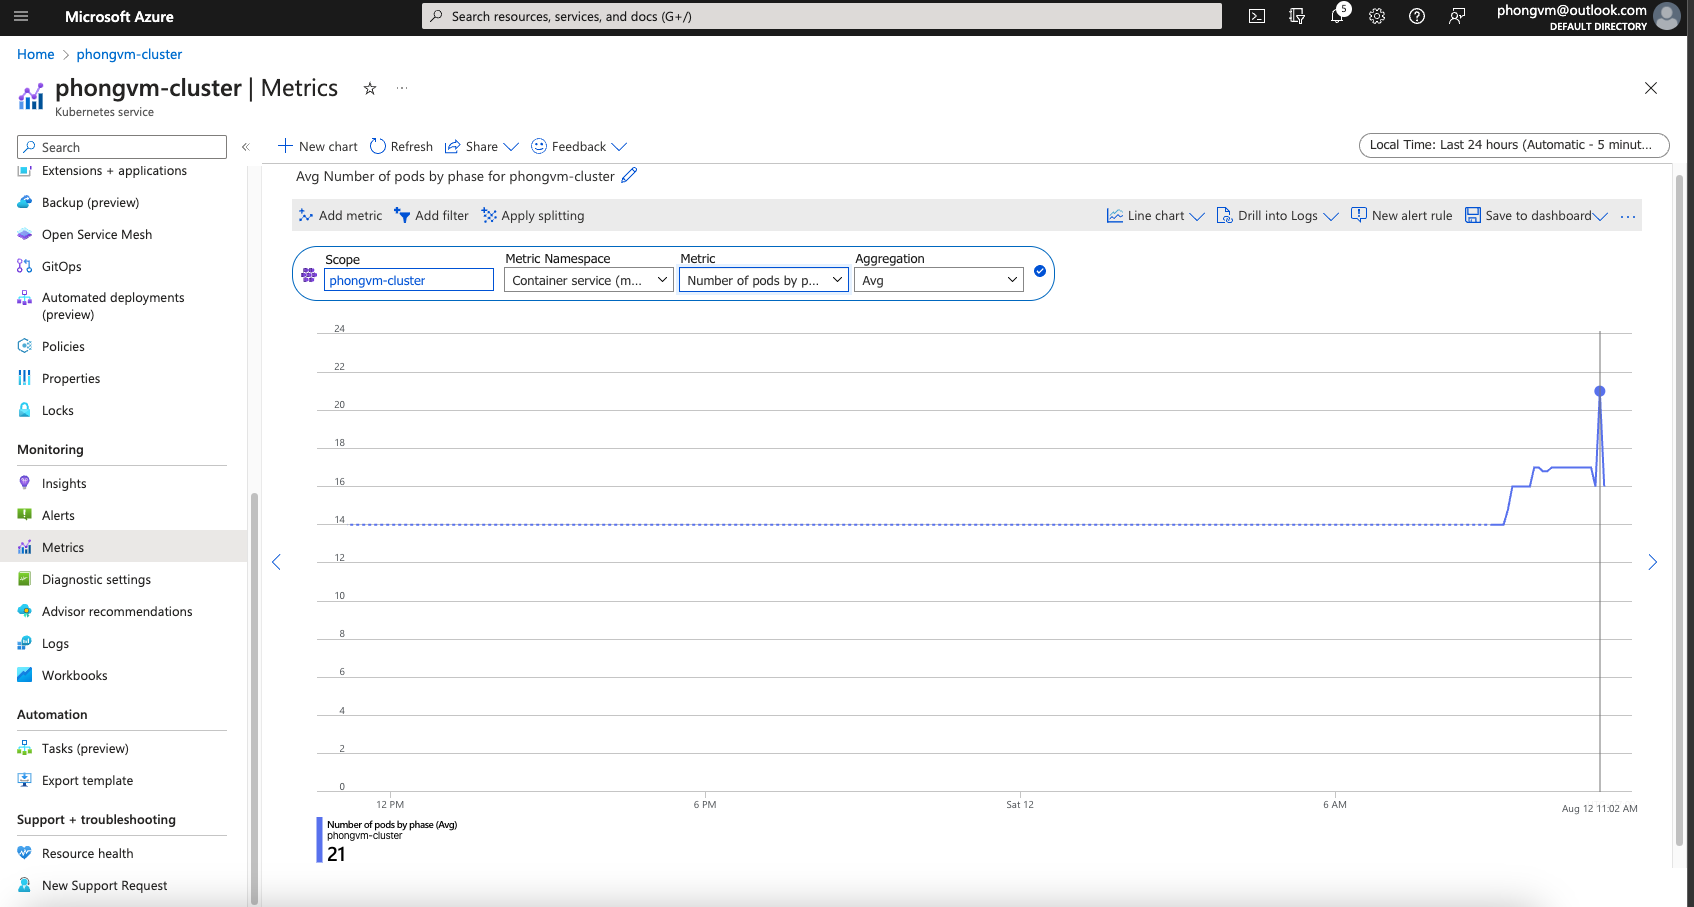 Microsoft Azure
Search resources, services, and docs (G+/)
5
phongvm@outlook.com
DEFAULT DIRECTORY
Home > phongvm-cluster
phongvm-cluster | Metrics
Kubernetes service
Search
Extensions + applications
Backup (preview)
Open Service Mesh
GitOps
Automated deployments
(preview)
Policies
Properties
Locks
Monitoring
Insights
Alerts
Metrics
Diagnostic settings
Advisor recommendations
Logs
Workbooks
Automation
Tasks (preview)
Export template
Support + troubleshooting
Resource health
New Support Request
New chart Refresh Share Feedback
Local Time: Last 24 hours (Automatic - 5 minut...
Avg Number of pods by phase for phongvm-cluster
Add metric Add filter Apply splitting
Line chart Drill into Logs New alert rule Save to dashboard
Scope Metric Namespace Metric Aggregation
phongvm-cluster Container service (m... Number of pods by p... Avg
24
22
20
18
16
14
12
10
8
6
4
2
0
12 PM 6 PM Sat 12 6 AM Aug 12 11:02 AM
Number of pods by phase (Avg)
phongvm-cluster
21